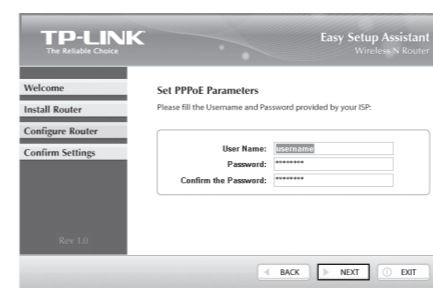 TP-LINK
The Reliable Choice
Easy Setup Assistant
Wireless N Router
Welcome
Install Router
Configure Router
Confirm Settings
Rev 1.0
Set PPPoE Parameters
Please fill the Username and Password provided by your ISP:
User Name: username
Password: ********
Confirm the Password: ********
BACK NEXT EXIT